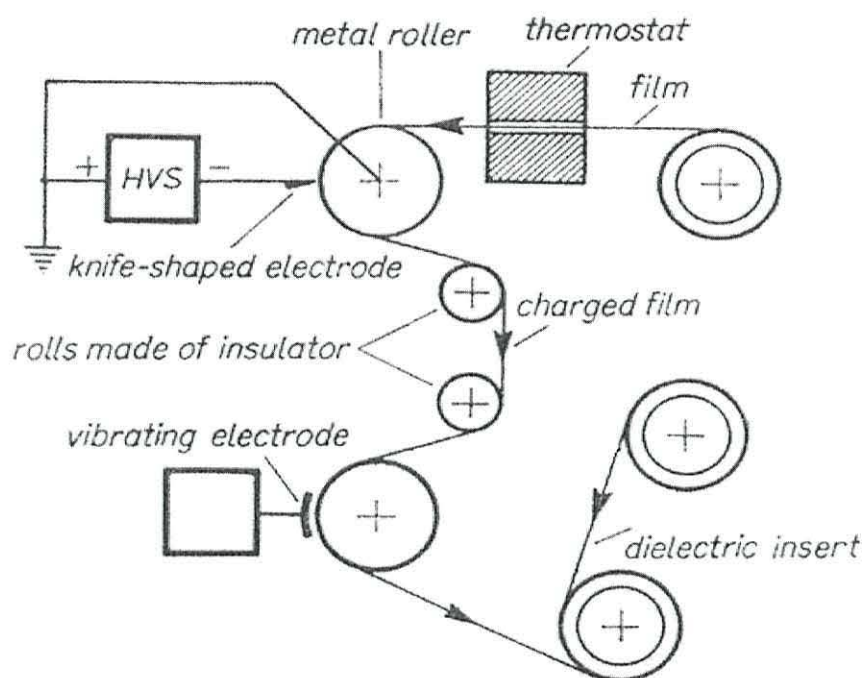 metal roller
thermostat
film
+ HVS −
knife-shaped electrode
charged film
rolls made of insulator
vibrating electrode
dielectric insert